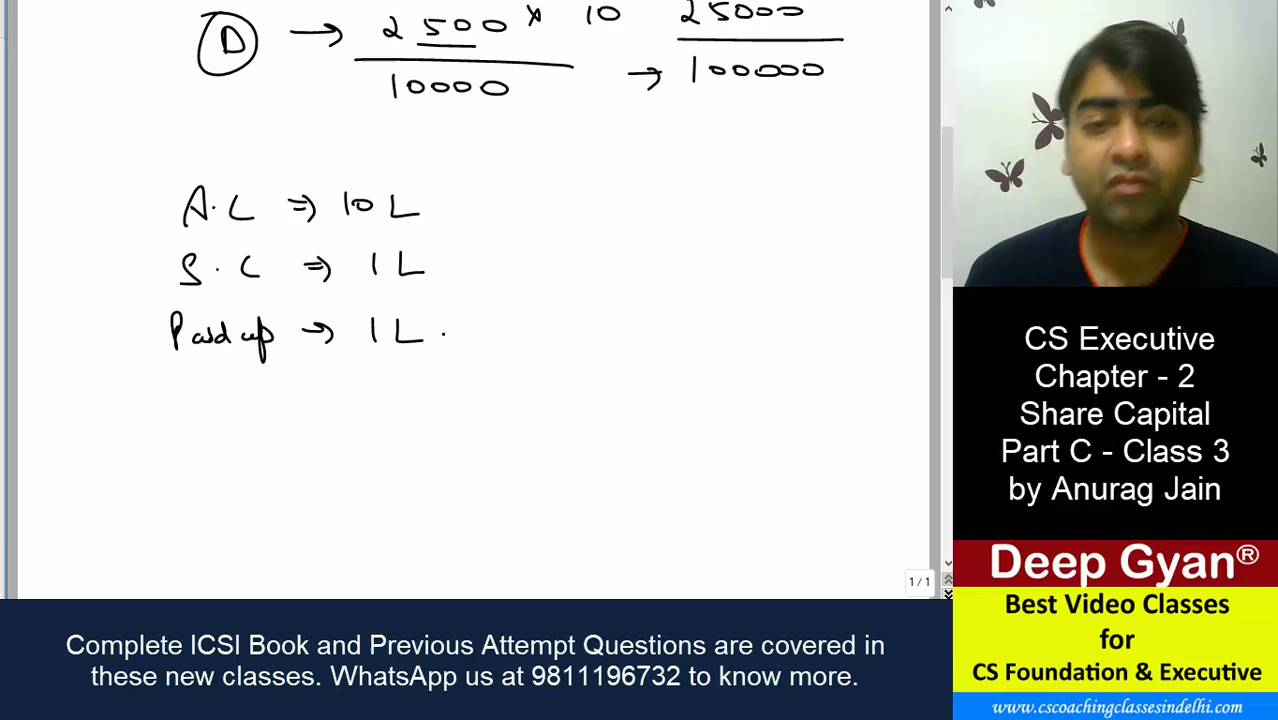 D → 2500 × 10 25000
10000 → 100000
A.C ⇒ 10 L
S.C ⇒ 1 L
Paid up → 1 L.
1 / 1
CS Executive
Chapter - 2
Share Capital
Part C - Class 3
by Anurag Jain
Deep Gyan®
Best Video Classes
for
CS Foundation & Executive
www.cscoachingclassesindelhi.com
Complete ICSI Book and Previous Attempt Questions are covered in
these new classes. WhatsApp us at 9811196732 to know more.